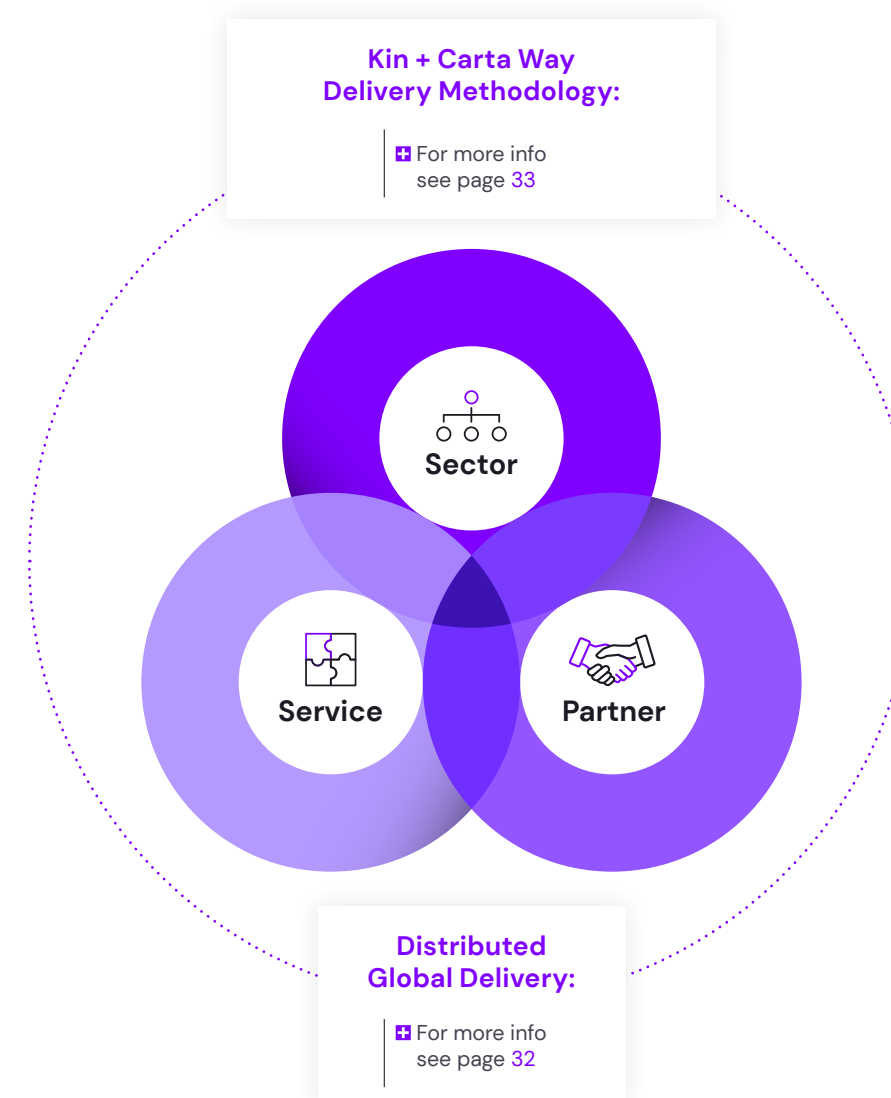 Kin + Carta Way
Delivery Methodology:
For more info
see page 33
Sector
Service
Partner
Distributed
Global Delivery:
For more info
see page 32